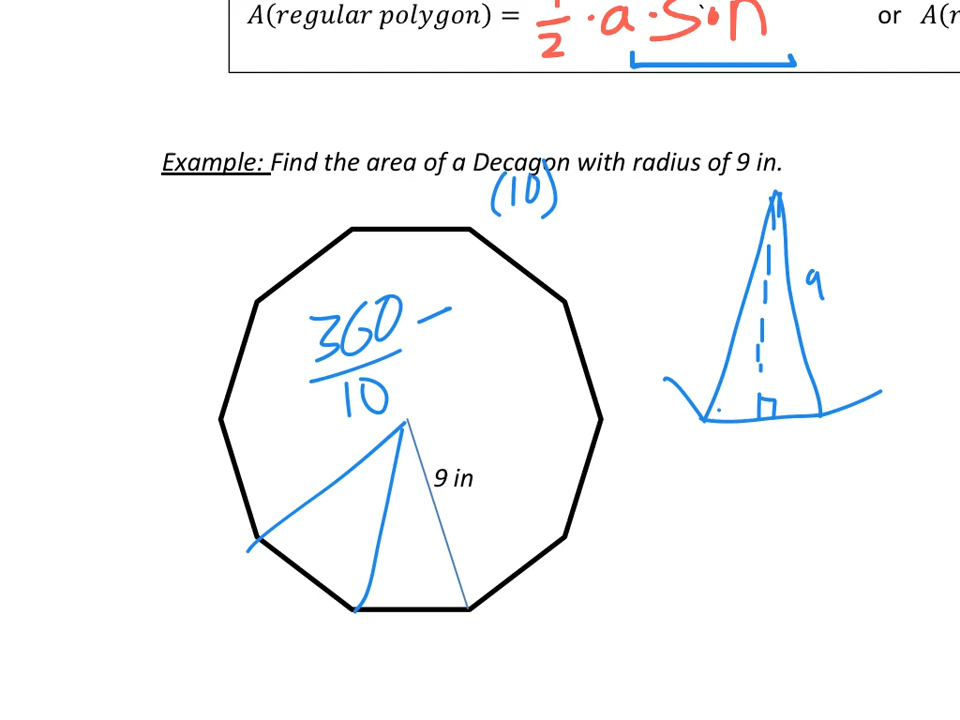 A(regular polygon) = 1/2 · a · s · n or A(r
Example: Find the area of a Decagon with radius of 9 in.
(10)
360
10
9
9 in